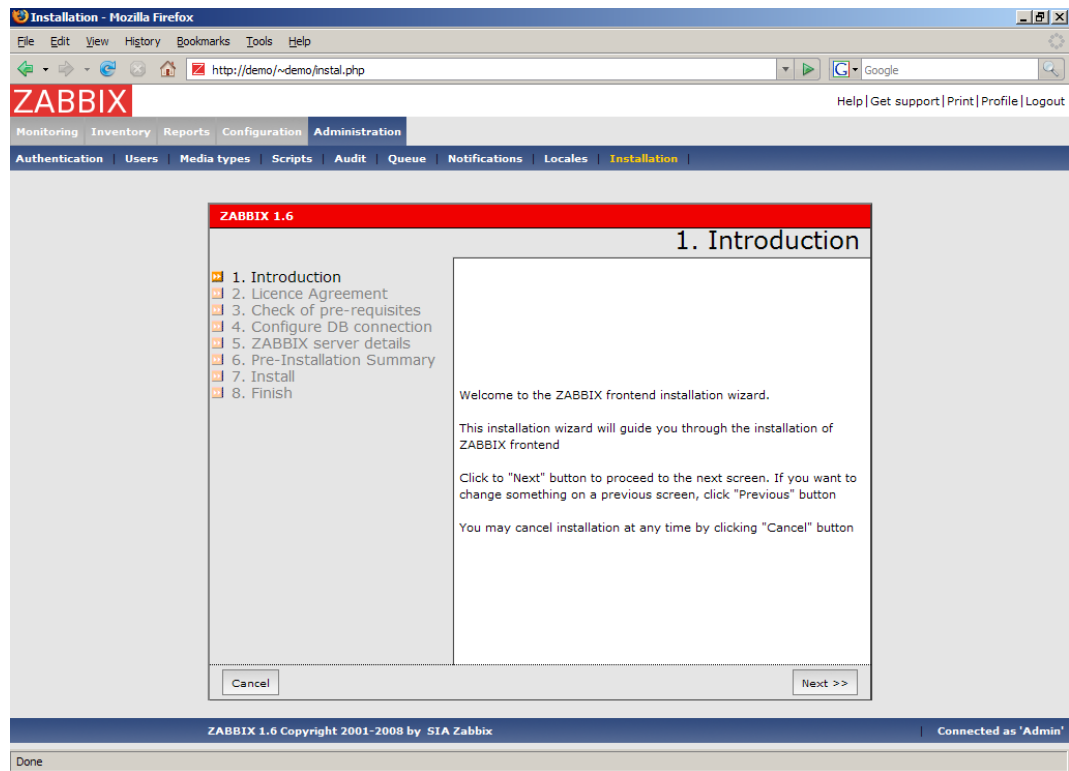 Installation - Mozilla Firefox
File Edit View History Bookmarks Tools Help
http://demo/~demo/instal.php
G Google
ZABBIX
Help|Get support|Print|Profile|Logout
Monitoring Inventory Reports Configuration Administration
Authentication | Users | Media types | Scripts | Audit | Queue | Notifications | Locales | Installation |
ZABBIX 1.6
1. Introduction
1. Introduction
2. Licence Agreement
3. Check of pre-requisites
4. Configure DB connection
5. ZABBIX server details
6. Pre-Installation Summary
7. Install
8. Finish
Welcome to the ZABBIX frontend installation wizard.
This installation wizard will guide you through the installation of
ZABBIX frontend
Click to "Next" button to proceed to the next screen. If you want to
change something on a previous screen, click "Previous" button
You may cancel installation at any time by clicking "Cancel" button
Cancel
Next >>
ZABBIX 1.6 Copyright 2001-2008 by SIA Zabbix
| Connected as 'Admin'
Done